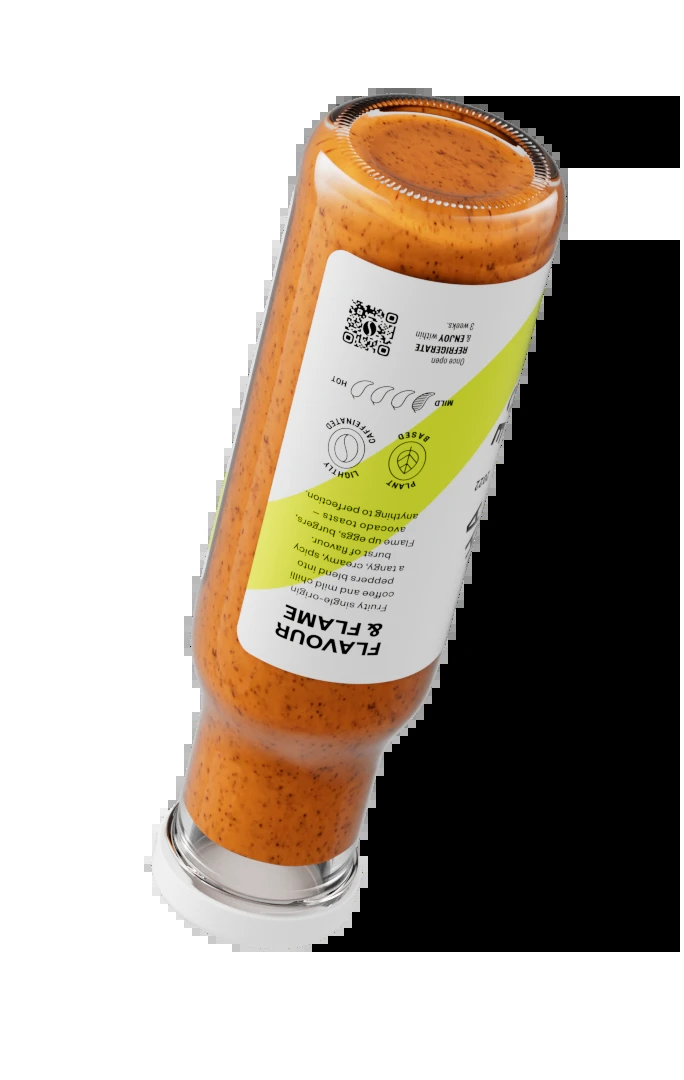 FLAVOUR
& FLAME
Fruity single-origin
coffee and mild chilli
peppers blend into
a tangy, creamy, spicy
burst of flavour.
Flame up eggs, burgers,
avocado toasts –
anything to perfection.
PLANT
BASED
LIGHTLY
CAFFEINATED
MILD
HOT
Once open
REFRIGERATE
& ENJOY within
3 weeks.